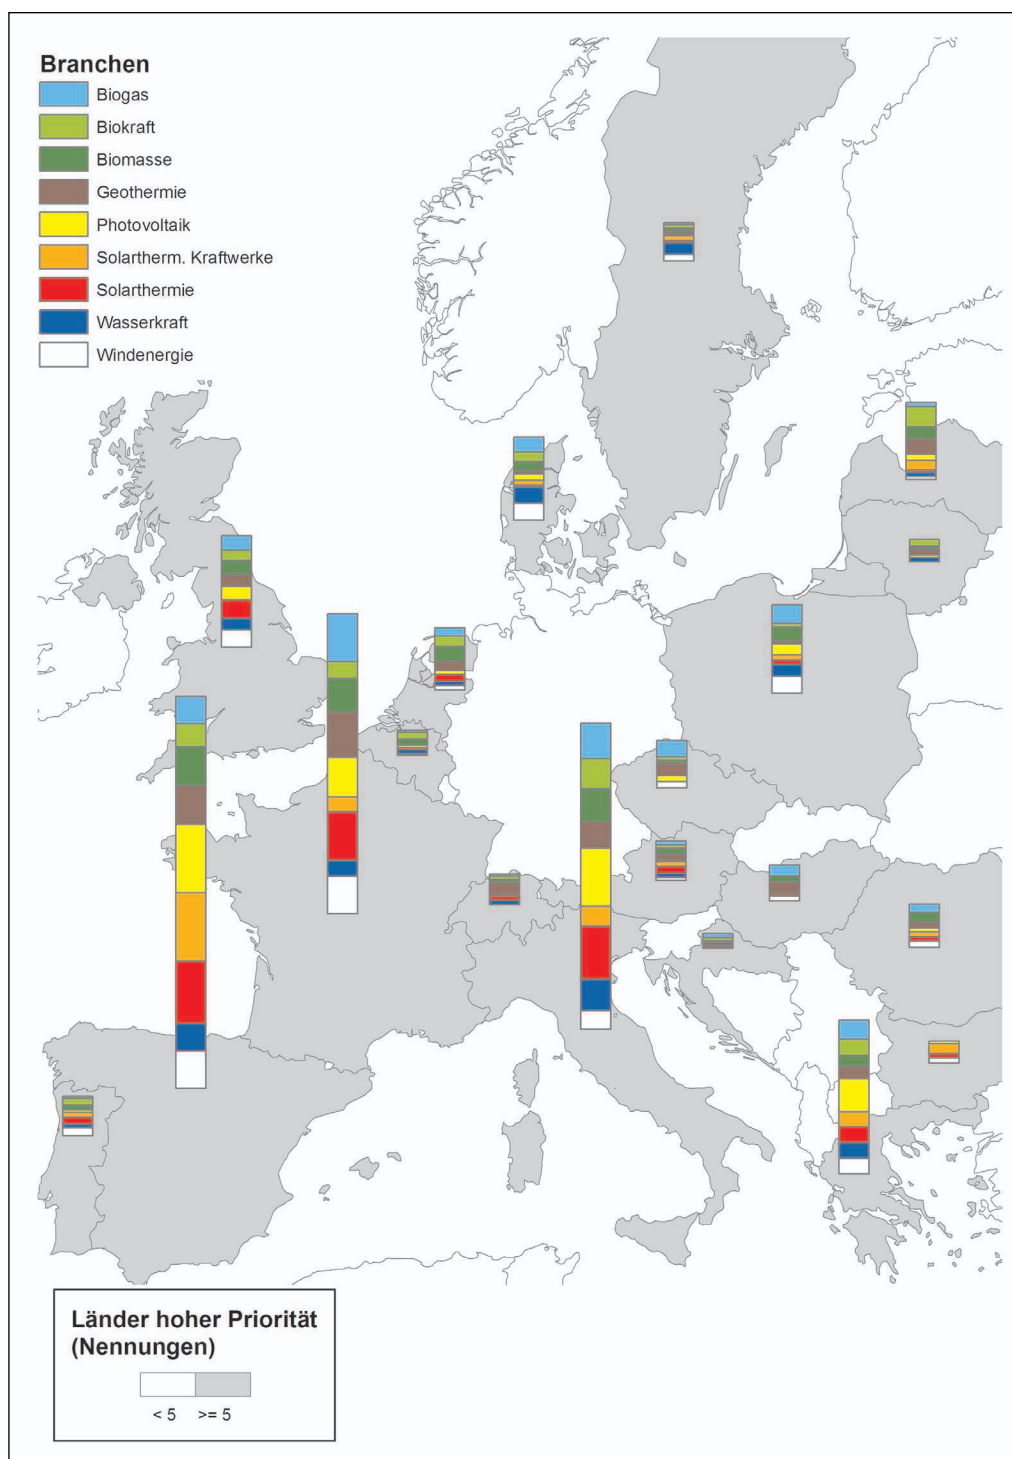 Branchen
Biogas
Biokraft
Biomasse
Geothermie
Photovoltaik
Solartherm. Kraftwerke
Solarthermie
Wasserkraft
Windenergie
Länder hoher Priorität
(Nennungen)
< 5 >= 5